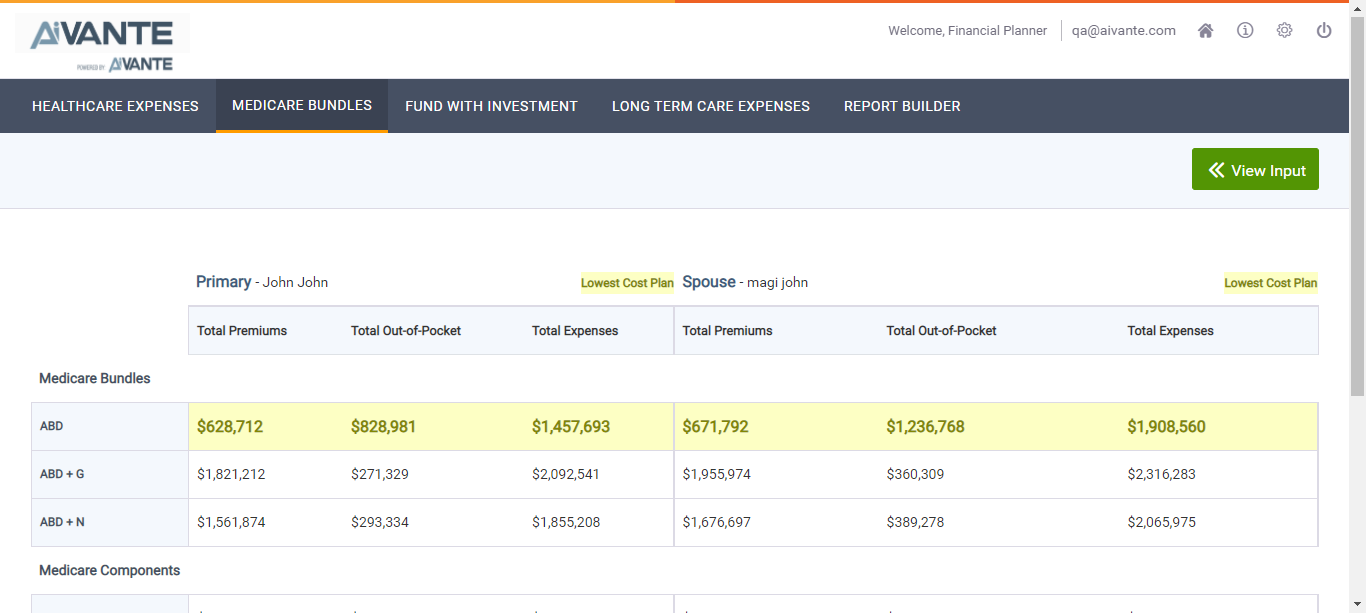 AiVANTE
POWERED BY AiVANTE
Welcome, Financial Planner qa@aivante.com
HEALTHCARE EXPENSES MEDICARE BUNDLES FUND WITH INVESTMENT LONG TERM CARE EXPENSES REPORT BUILDER
View Input
Primary - John John Lowest Cost Plan Spouse - magi john Lowest Cost Plan
Total Premiums Total Out-of-Pocket Total Expenses Total Premiums Total Out-of-Pocket Total Expenses
Medicare Bundles
ABD $628,712 $828,981 $1,457,693 $671,792 $1,236,768 $1,908,560
ABD + G $1,821,212 $271,329 $2,092,541 $1,955,974 $360,309 $2,316,283
ABD + N $1,561,874 $293,334 $1,855,208 $1,676,697 $389,278 $2,065,975
Medicare Components